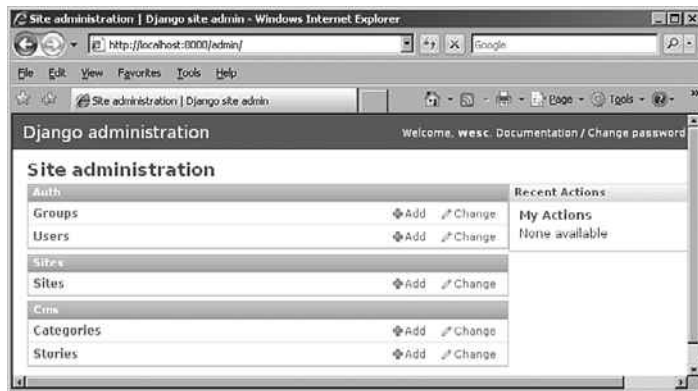 Site administration | Django site admin - Windows Internet Explorer
http://localhost:8000/admin/
Google
File Edit View Favorites Tools Help
Site administration | Django site admin
Page Tools
Django administration
Welcome, wesc. Documentation / Change password
Site administration
Auth
Groups Add Change
Users Add Change
Sites
Sites Add Change
Cms
Categories Add Change
Stories Add Change
Recent Actions
My Actions
None available